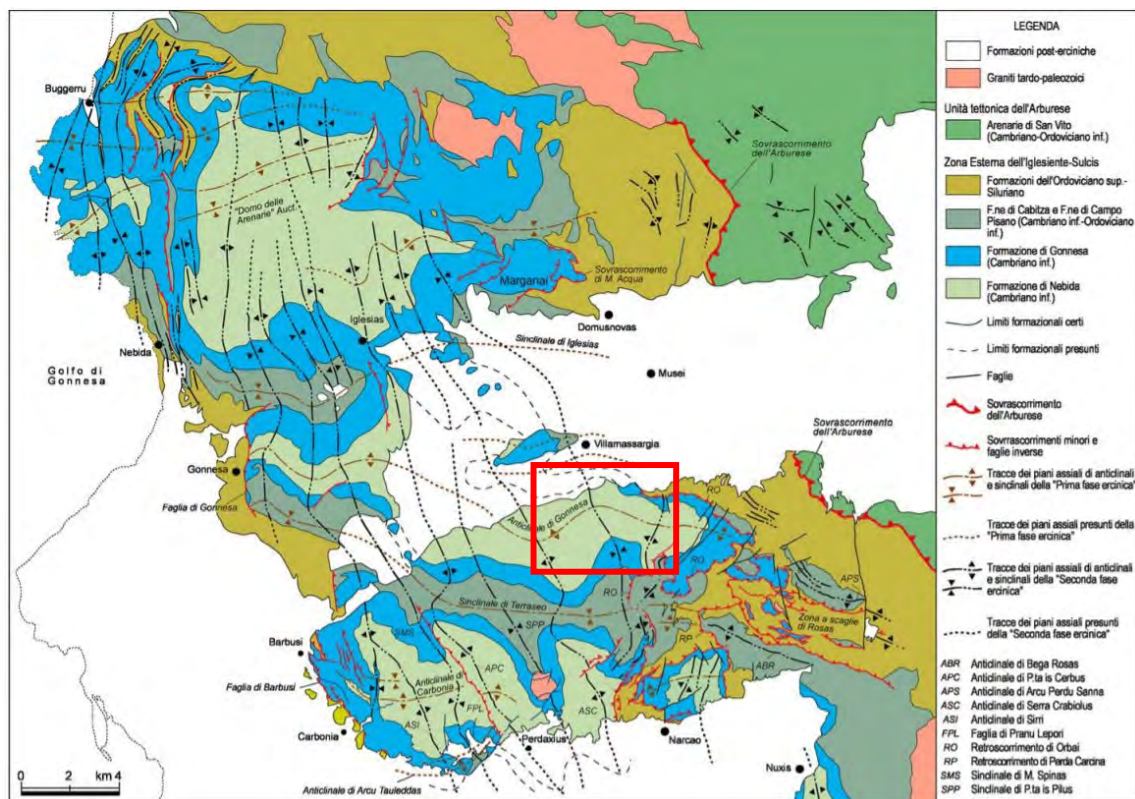 Buggerru
"Domo delle
Arenarie" Auct.
Sovrascorrimento
dell'Arburese
Marganai
Sovrascorrimento
di M. Acqua
Iglesias
Domusnovas
Sinclinale di Iglesias
Nebida
Golfo di
Gonnesa
Musei
Sovrascorrimento
dell'Arburese
Villamassargia
Gonnesa
Faglia di Gonnesa
Anticlinale di Gonnesa
RO
RO
RO
APS
Sinclinale di Terraseo
Zona a scaglie
di Rosas
SMS
SPP
RP
ABR
Barbusi
Faglia di Barbusi
Anticlinale di
Carbonia
APC
FPL
ASI
ASC
Carbonia
Perdaxius
Narcao
Nuxis
Anticlinale di Arcu Tauleddas
0 2 km 4
LEGENDA
Formazioni post-erciniche
Graniti tardo-paleozoici
Unità tettonica dell'Arburese
Arenarie di San Vito
(Cambriano-Ordoviciano
inf.)
Zona Esterna dell'Iglesiente-Sulcis
Formazioni dell'Ordoviciano sup.-
Siluriano
F.ne di Cabitza e F.ne di Campo
Pisano (Cambriano inf.-Ordoviciano
inf.)
Formazione di Gonnesa
(Cambriano inf.)
Formazione di Nebida
(Cambriano inf.)
Limiti formazionali certi
Limiti formazionali presunti
Faglie
Sovrascorrimento
dell'Arburese
Sovrascorrimenti minori e
faglie inverse
Tracce dei piani assiali di anticlinali
e sinclinali della "Prima fase
ercinica"
Tracce dei piani assiali presunti della
"Prima fase ercinica"
Tracce dei piani assiali di anticlinali
e sinclinali della "Seconda fase
ercinica"
Tracce dei piani assiali presunti
della "Seconda fase ercinica"
ABR Anticlinale di Bega Rosas
APC Anticlinale di P.ta is Cerbus
APS Anticlinale di Arcu Perdu Sanna
ASC Anticlinale di Serra Crabiolus
ASI Anticlinale di Sirri
FPL Faglia di Pranu Lepori
RO Retroscorrimento di Orbai
RP Retroscorrimento di Perda Carcina
SMS Sinclinale di M. Spinas
SPP Sinclinale di P.ta is Pilus